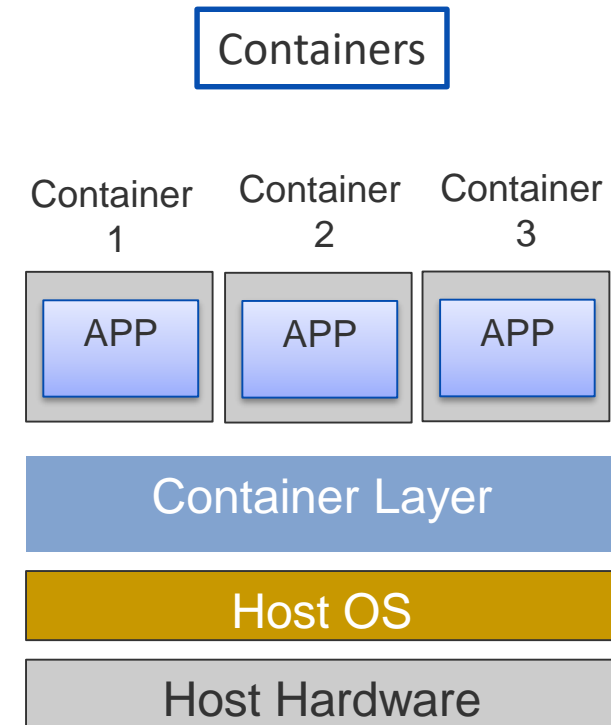 Containers
Container
1
Container
2
Container
3
APP
APP
APP
Container Layer
Host OS
Host Hardware